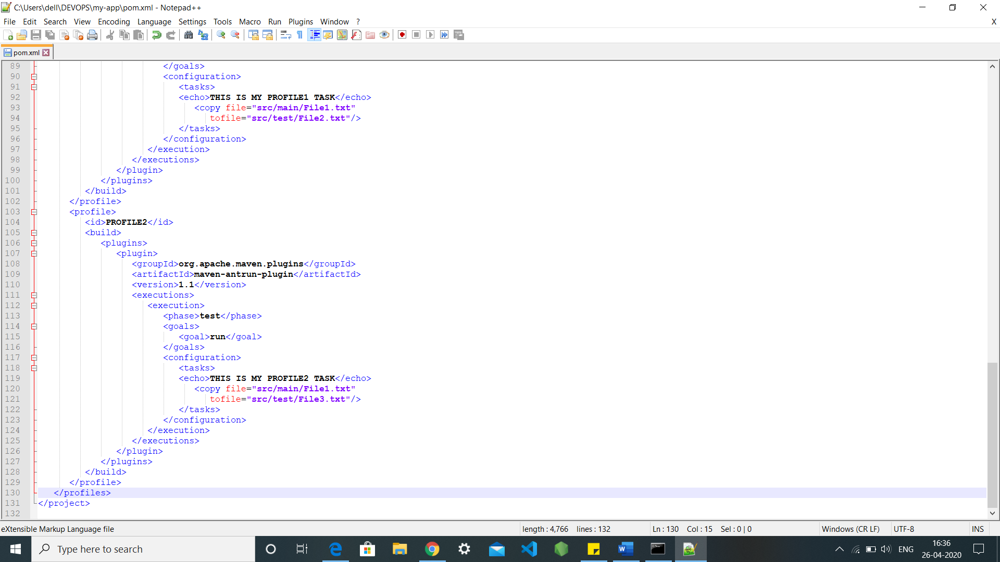 C:\Users\dell\DEVOPS\my-app\pom.xml - Notepad++
File Edit Search View Encoding Language Settings Tools Macro Run Plugins Window ? X
pom.xml
89 </goals>
90 <configuration>
91 <tasks>
92 <echo>THIS IS MY PROFILE1 TASK</echo>
93 <copy file="src/main/File1.txt"
94 tofile="src/test/File2.txt"/>
95 </tasks>
96 </configuration>
97 </execution>
98 </executions>
99 </plugin>
100 </plugins>
101 </build>
102 </profile>
103 <profile>
104 <id>PROFILE2</id>
105 <build>
106 <plugins>
107 <plugin>
108 <groupId>org.apache.maven.plugins</groupId>
109 <artifactId>maven-antrun-plugin</artifactId>
110 <version>1.1</version>
111 <executions>
112 <execution>
113 <phase>test</phase>
114 <goals>
115 <goal>run</goal>
116 </goals>
117 <configuration>
118 <tasks>
119 <echo>THIS IS MY PROFILE2 TASK</echo>
120 <copy file="src/main/File1.txt"
121 tofile="src/test/File3.txt"/>
122 </tasks>
123 </configuration>
124 </execution>
125 </executions>
126 </plugin>
127 </plugins>
128 </build>
129 </profile>
130 </profiles>
131 </project>
132
eXtensible Markup Language file length : 4,766 lines : 132 Ln : 130 Col : 15 Sel : 0 | 0 Windows (CR LF) UTF-8 INS
Type here to search ENG 16:36
26-04-2020